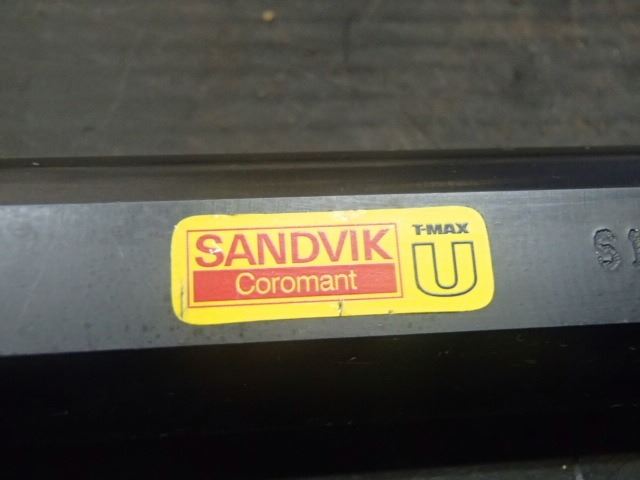 SANDVIK
Coromant
T-MAX
U